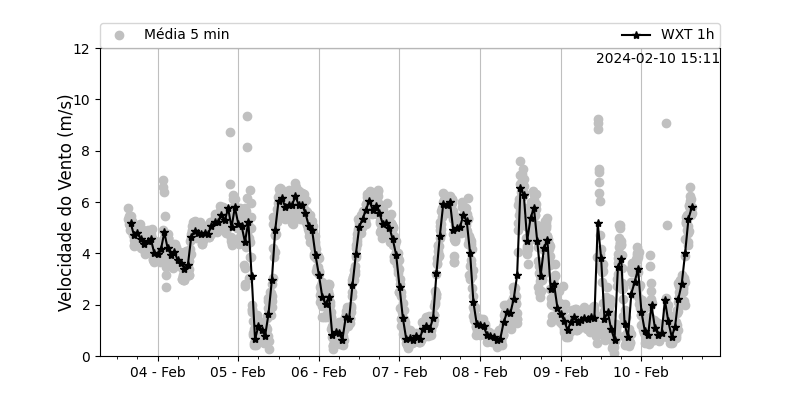 Média 5 min
WXT 1h
2024-02-10 15:11
Velocidade do Vento (m/s)
12
10
8
6
4
2
0
04 - Feb
05 - Feb
06 - Feb
07 - Feb
08 - Feb
09 - Feb
10 - Feb